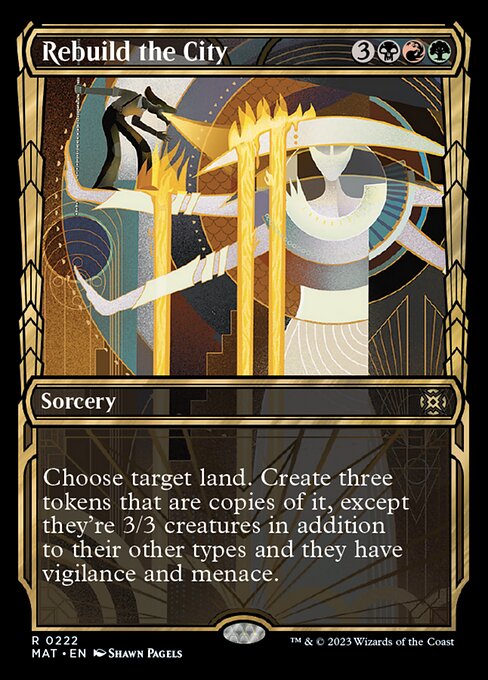 Rebuild the City 3
Sorcery
Choose target land. Create three
tokens that are copies of it, except
they're 3/3 creatures in addition
to their other types and they have
vigilance and menace.
R 0222
MAT • EN Shawn Pagels
™ & © 2023 Wizards of the Coast